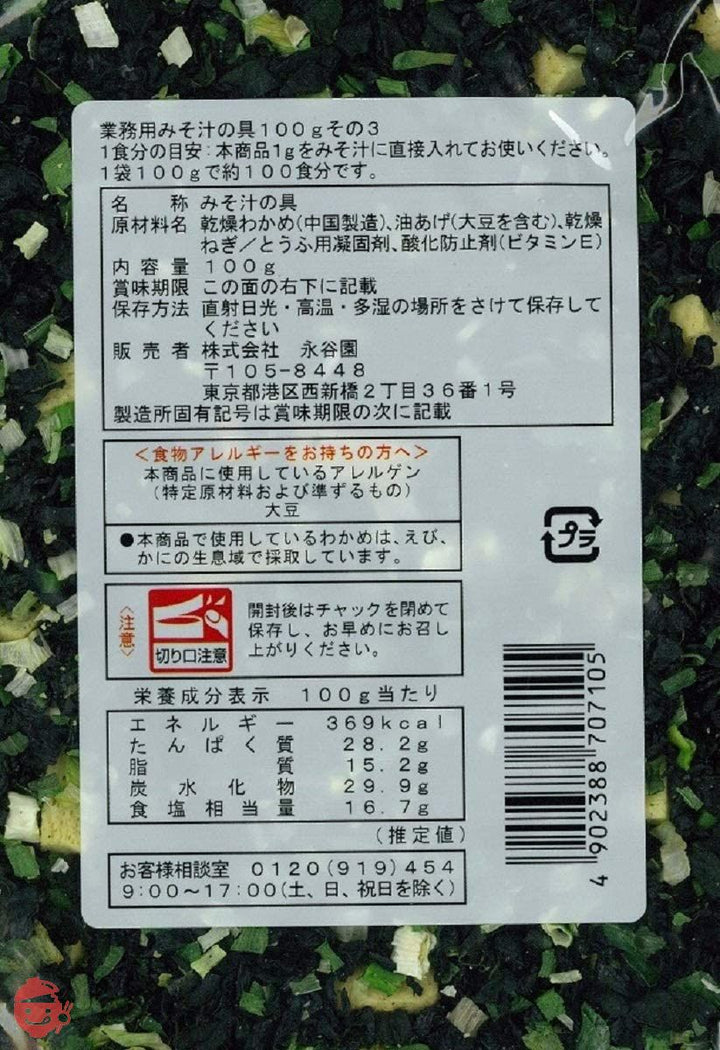 業務用みそ汁の具100gその3
1食分の目安:本商品1gをみそ汁に直接入れてお使いください。
1袋100gで約100食分です。
名称 みそ汁の具
原材料名 乾燥わかめ(中国製造)、油あげ(大豆を含む)、乾燥
ねぎ/とうふ用凝固剤、酸化防止剤(ビタミンE)
内容量 100g
賞味期限 この面の右下に記載
保存方法 直射日光・高温・多湿の場所をさけて保存して
ください
販売者 株式会社 永谷園
〒105-8448
東京都港区西新橋2丁目36番1号
製造所固有記号は賞味期限の次に記載
<食物アレルギーをお持ちの方へ>
本商品に使用しているアレルゲン
(特定原材料および準ずるもの)
大豆
●本商品で使用しているわかめは、えび、
かにの生息域で採取しています。
プラ
<注意>
切り口注意
開封後はチャックを閉めて
保存し、お早めにお召し
上がりください。
栄養成分表示 100g当たり
エネルギー 369kcal
たんぱく質 28.2g
脂質 15.2g
炭水化物 29.9g
食塩相当量 16.7g
(推定値)
お客様相談室 0120(919)454
9:00~17:00(土、日、祝日を除く)
4 902388 707105